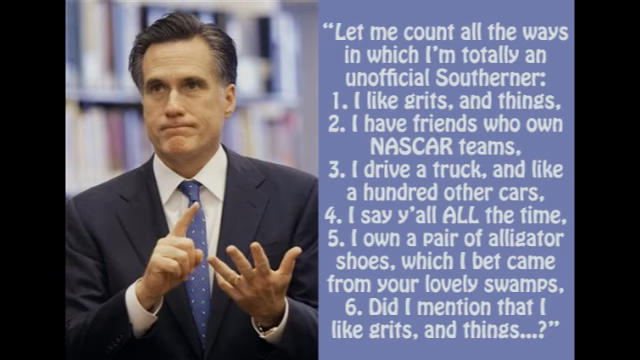 “Let me count all the ways
in which I’m totally an
unofficial Southerner:
1. I like grits, and things,
2. I have friends who own
NASCAR teams,
3. I drive a truck, and like
a hundred other cars,
4. I say y’all ALL the time,
5. I own a pair of alligator
shoes, which I bet came
from your lovely swamps,
6. Did I mention that I
like grits, and things...?”